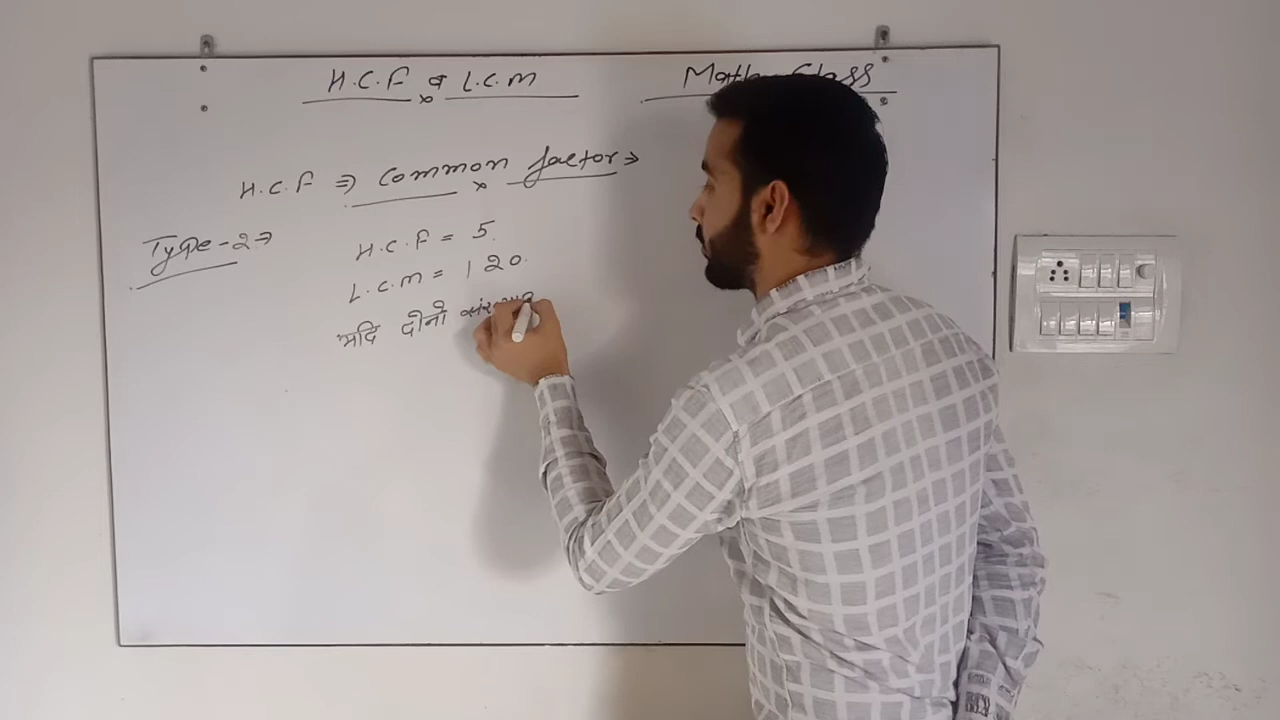 H.C.F व L.C.M
H.C.F ⇒ Common factor →
Type-2 →
H.C.F = 5
L.C.M = 120.
यदि दोनो